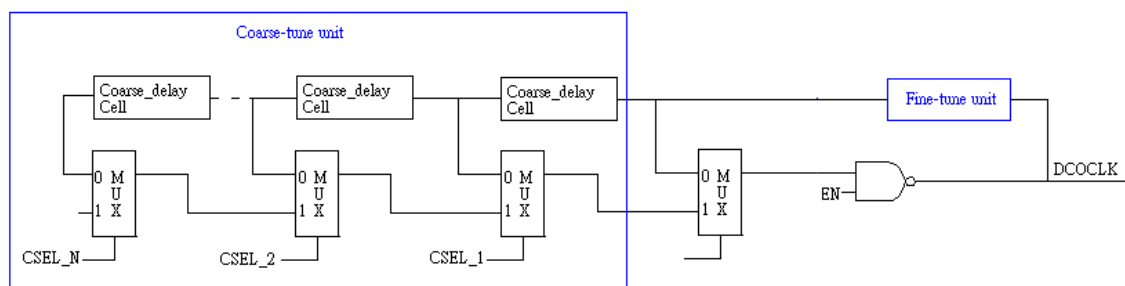 Coarse-tune unit
Coarse_delay
Cell
Coarse_delay
Cell
Coarse_delay
Cell
Fine-tune unit
0 M
U
1 X
0 M
U
1 X
0 M
U
1 X
0 M
U
1 X
EN
DCOCLK
CSEL_N
CSEL_2
CSEL_1